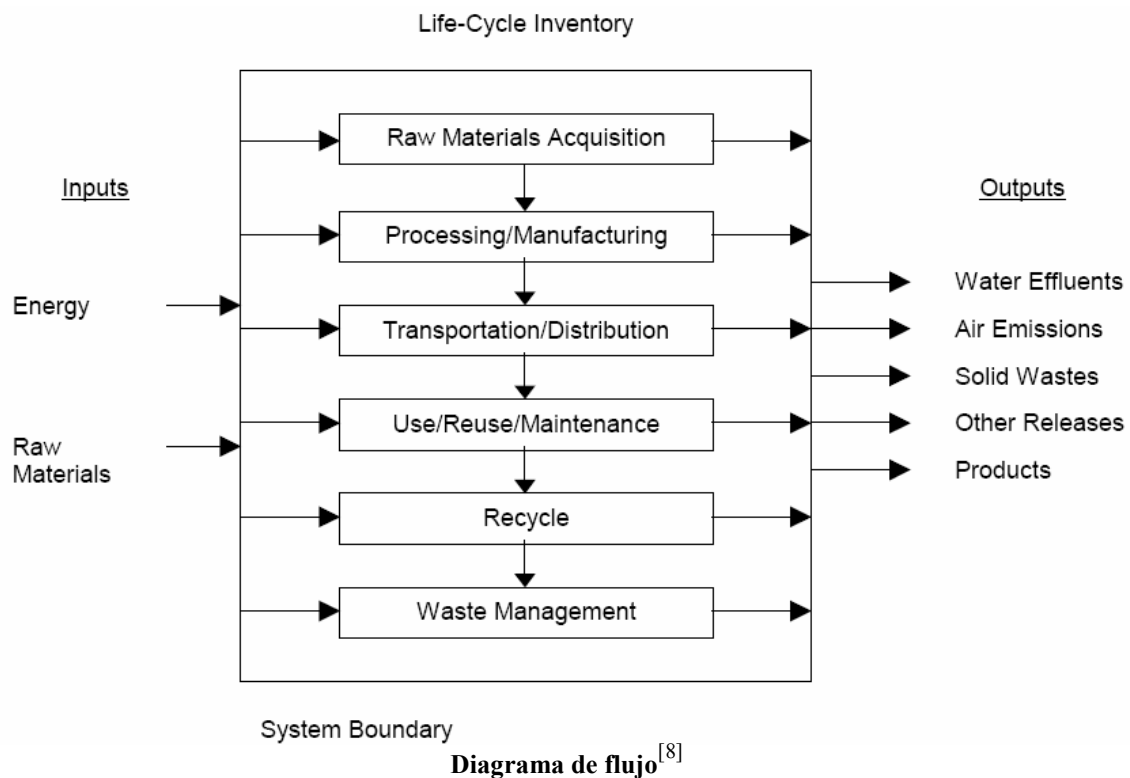 Life-Cycle Inventory
Inputs
Energy
Raw
Materials
Raw Materials Acquisition
Processing/Manufacturing
Transportation/Distribution
Use/Reuse/Maintenance
Recycle
Waste Management
Outputs
Water Effluents
Air Emissions
Solid Wastes
Other Releases
Products
System Boundary
Diagrama de flujo[8]